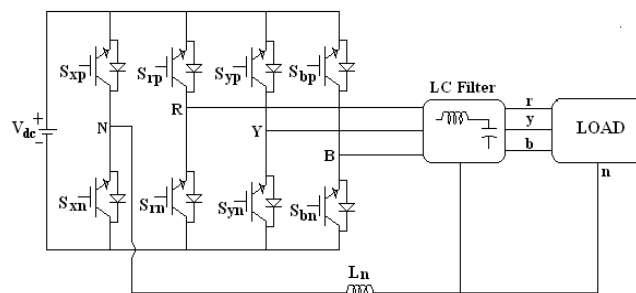 Sxp
Srp
Syp
Sbp
LC Filter
R
r
Vdc
+
-
N
Y
y
LOAD
B
b
n
Sxn
Srn
Syn
Sbn
Ln